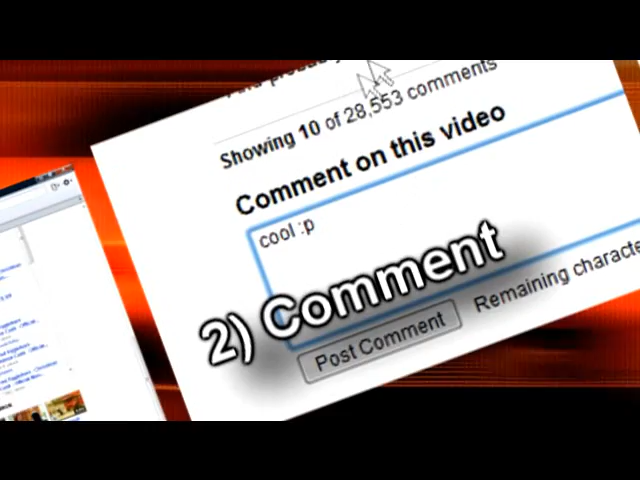 Showing 10 of 28,553 comments
Comment on this video
cool :p
2) Comment
Post Comment
Remaining characte